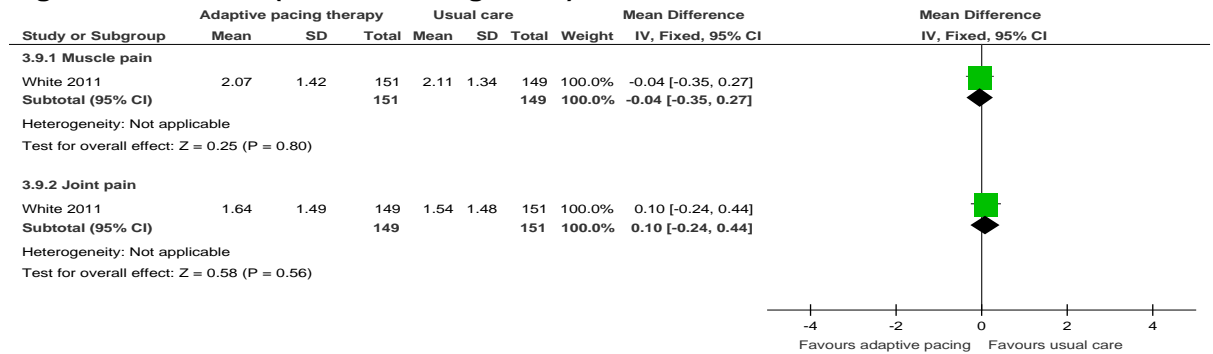 Adaptive pacing therapy Usual care Mean Difference Mean Difference
Study or Subgroup Mean SD Total Mean SD Total Weight IV, Fixed, 95% CI IV, Fixed, 95% CI
3.9.1 Muscle pain
White 2011 2.07 1.42 151 2.11 1.34 149 100.0% -0.04 [-0.35, 0.27]
Subtotal (95% CI) 151 149 100.0% -0.04 [-0.35, 0.27]
Heterogeneity: Not applicable
Test for overall effect: Z = 0.25 (P = 0.80)
3.9.2 Joint pain
White 2011 1.64 1.49 149 1.54 1.48 151 100.0% 0.10 [-0.24, 0.44]
Subtotal (95% CI) 149 151 100.0% 0.10 [-0.24, 0.44]
Heterogeneity: Not applicable
Test for overall effect: Z = 0.58 (P = 0.56)
-4 -2 0 2 4
Favours adaptive pacing Favours usual care